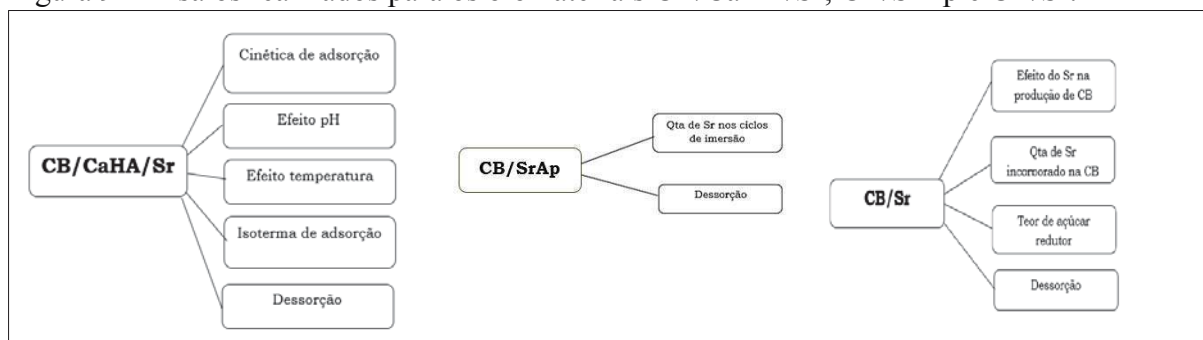 CB/CaHA/Sr
Cinética de adsorção
Efeito pH
Efeito temperatura
Isoterma de adsorção
Dessorção
CB/SrAp
Qta de Sr nos ciclos
de imersão
Dessorção
CB/Sr
Efeito do Sr na
produção de CB
Qta de Sr
incorporado na CB
Teor de açúcar
redutor
Dessorção